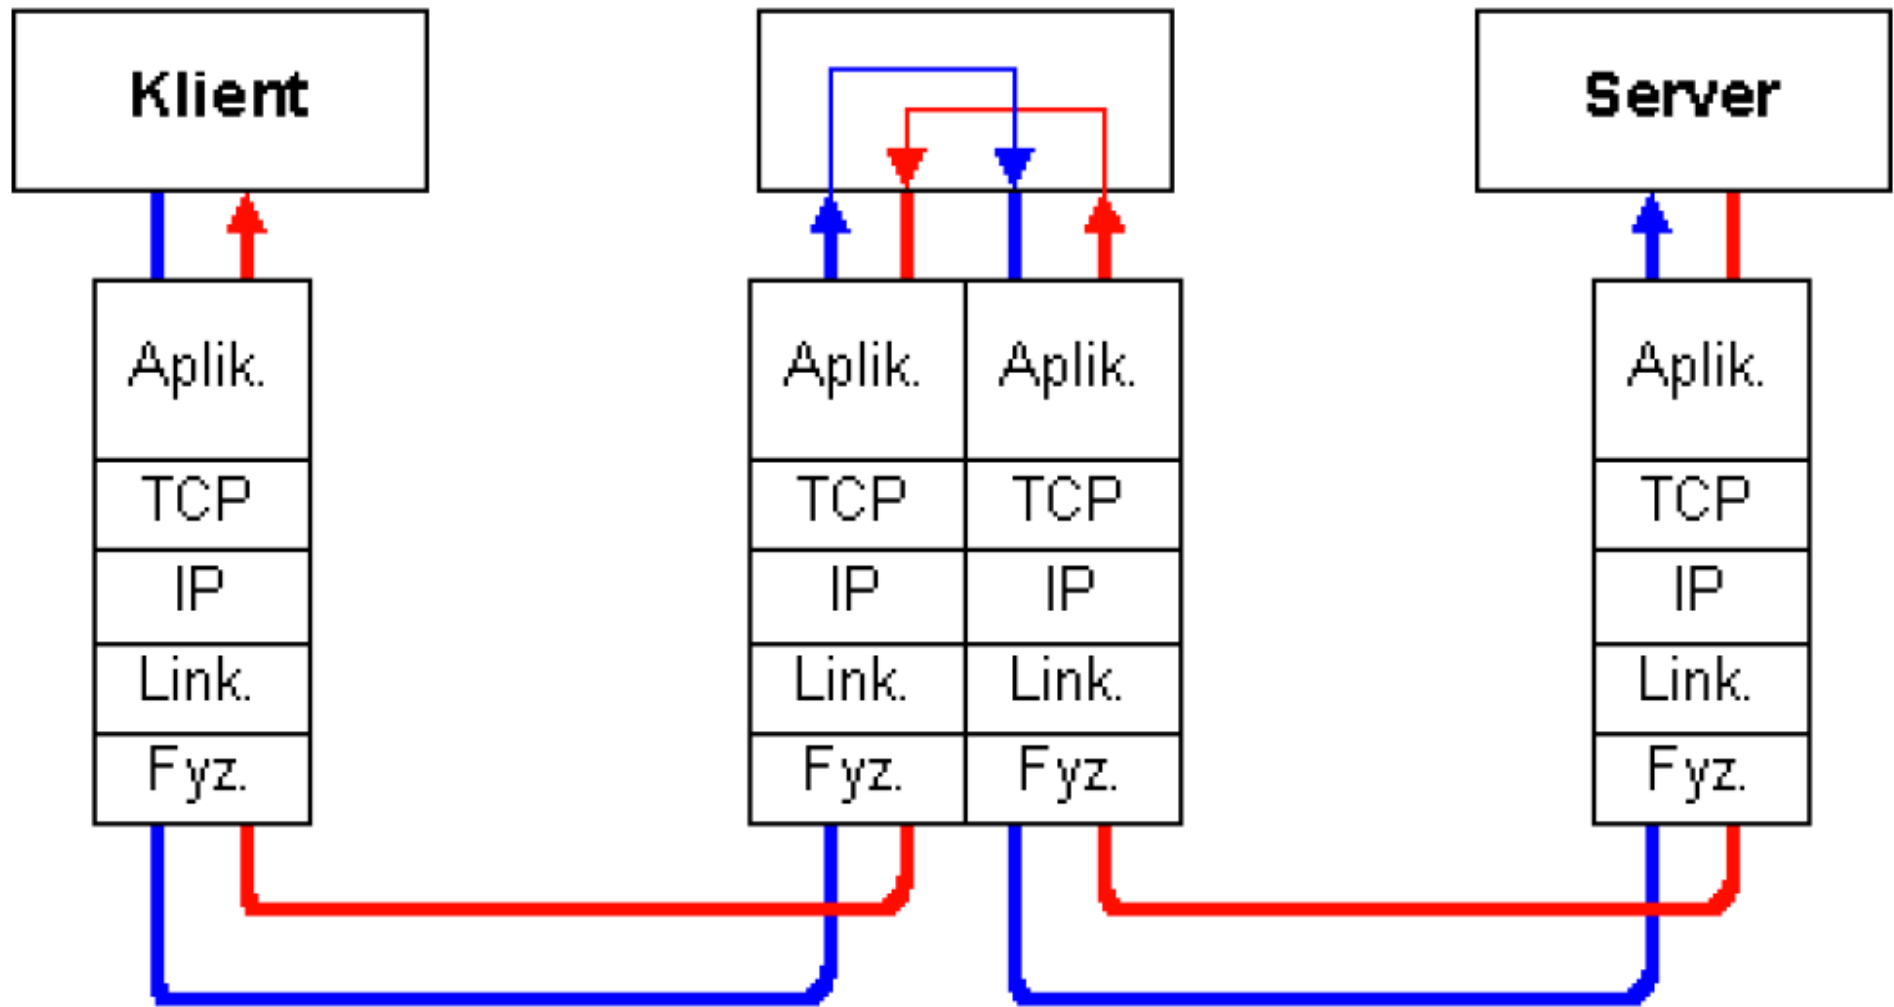 Klient
Server
Aplik.
Aplik.
Aplik.
Aplik.
TCP
TCP
TCP
TCP
IP
IP
IP
IP
Link.
Link.
Link.
Link.
Fyz.
Fyz.
Fyz.
Fyz.